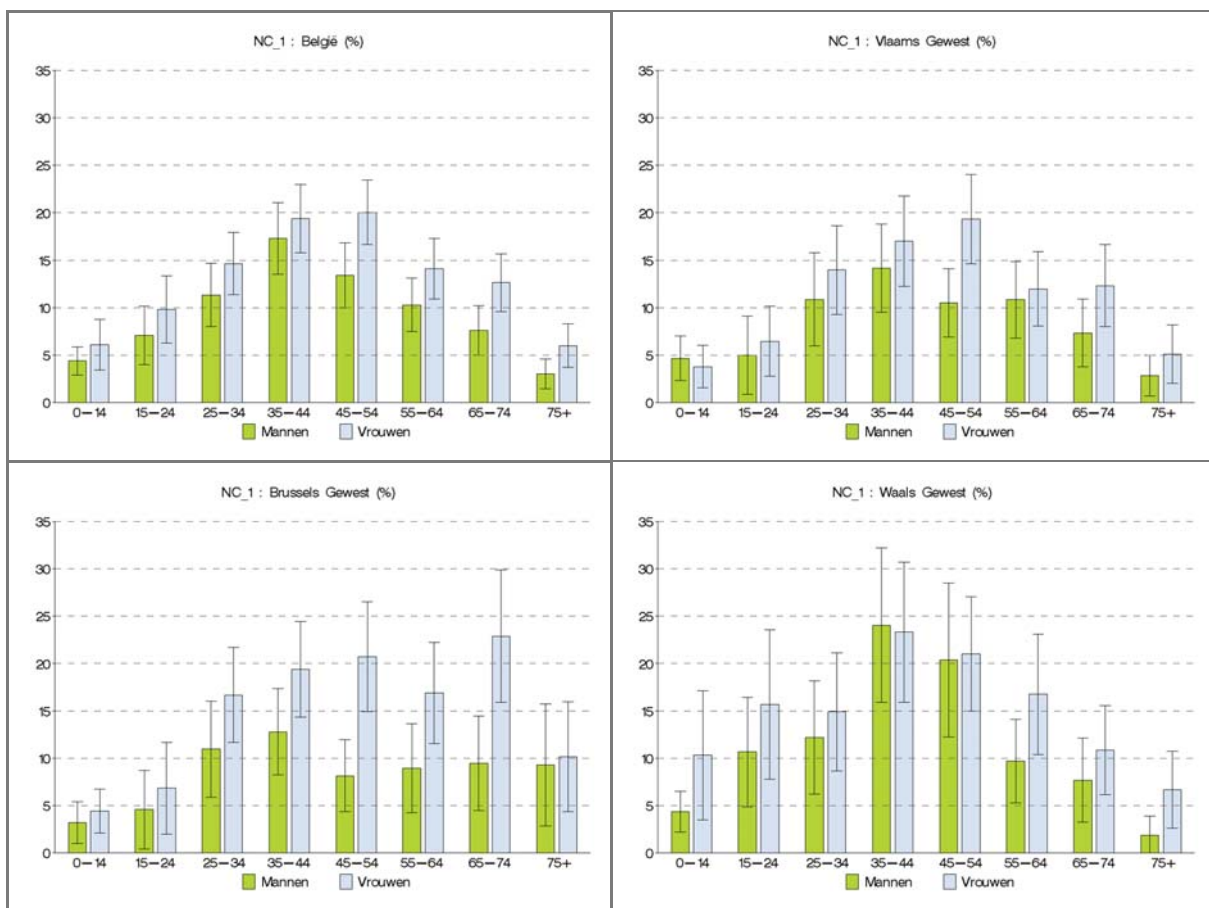 NC_1 : België (%)
35
30
25
20
15
10
5
0
0-14 15-24 25-34 35-44 45-54 55-64 65-74 75+
Mannen Vrouwen
NC_1 : Vlaams Gewest (%)
35
30
25
20
15
10
5
0
0-14 15-24 25-34 35-44 45-54 55-64 65-74 75+
Mannen Vrouwen
NC_1 : Brussels Gewest (%)
35
30
25
20
15
10
5
0
0-14 15-24 25-34 35-44 45-54 55-64 65-74 75+
Mannen Vrouwen
NC_1 : Waals Gewest (%)
35
30
25
20
15
10
5
0
0-14 15-24 25-34 35-44 45-54 55-64 65-74 75+
Mannen Vrouwen